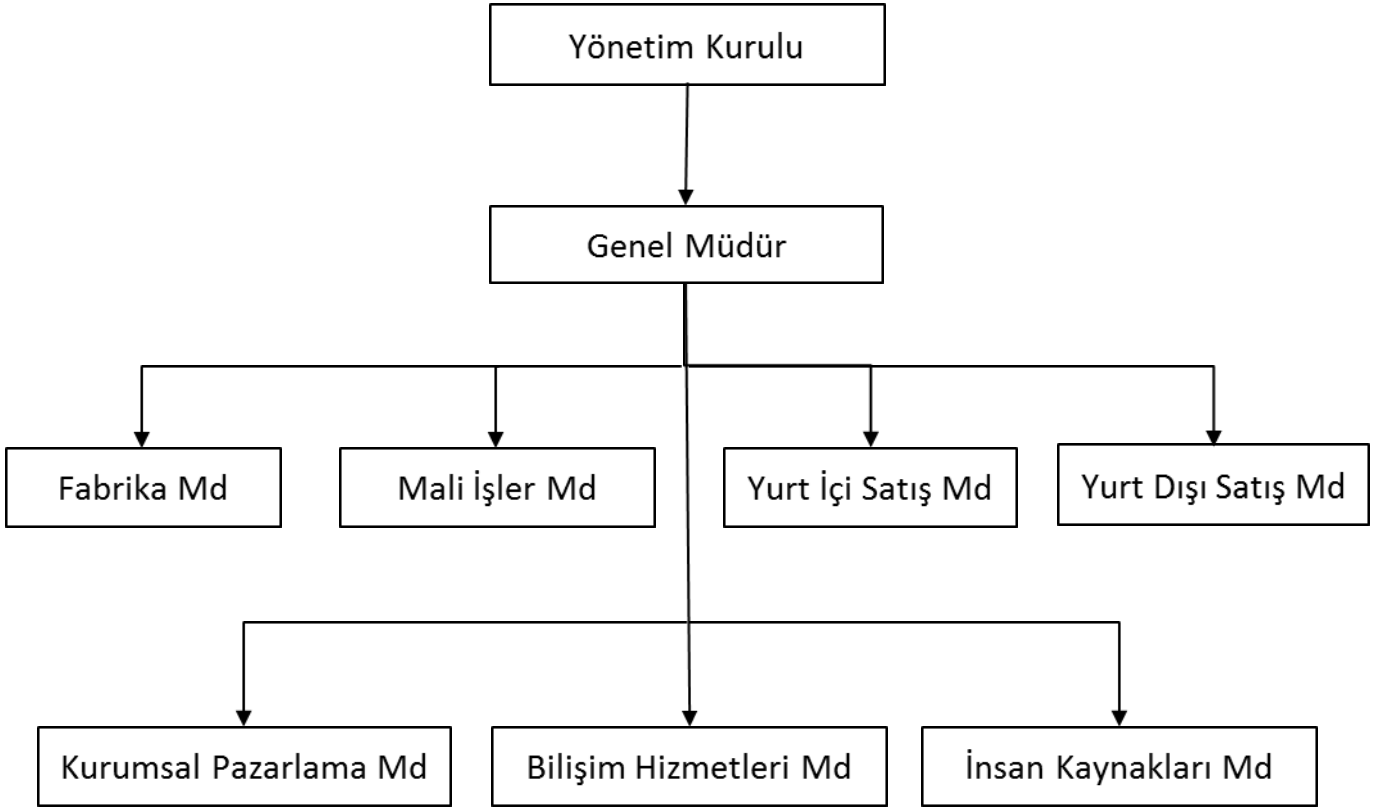 Yönetim Kurulu
Genel Müdür
Fabrika Md
Mali İşler Md
Yurt İçi Satış Md
Yurt Dışı Satış Md
Kurumsal Pazarlama Md
Bilişim Hizmetleri Md
İnsan Kaynakları Md